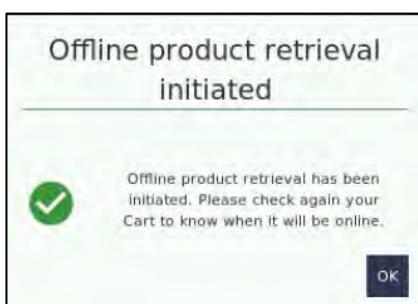 Offline product retrieval
initiated
Offline product retrieval has been
initiated. Please check again your
Cart to know when it will be online.
OK